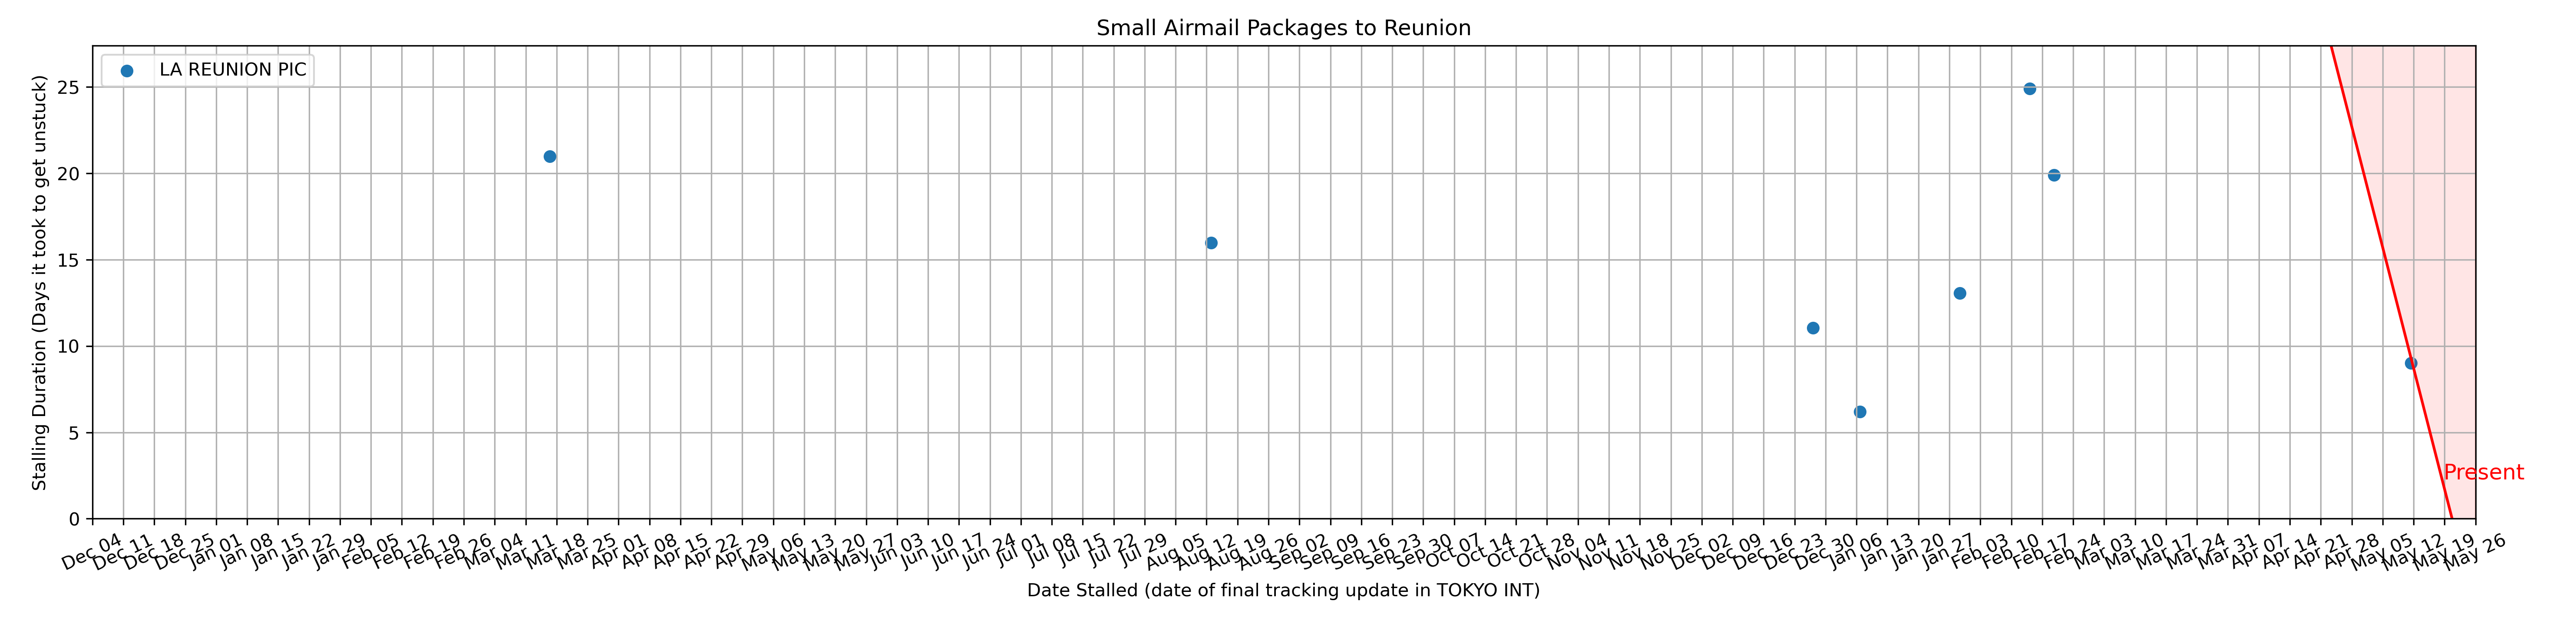 Small Airmail Packages to Reunion
LA REUNION PIC
Stalling Duration (Days it took to get unstuck)
25
20
15
10
5
0
Present
Dec 04 Dec 11 Dec 18 Dec 25 Jan 01 Jan 08 Jan 15 Jan 22 Jan 29 Feb 05 Feb 12 Feb 19 Feb 26 Mar 04 Mar 11 Mar 18 Mar 25 Apr 01 Apr 08 Apr 15 Apr 22 Apr 29 May 06 May 13 May 20 May 27 Jun 03 Jun 10 Jun 17 Jun 24 Jul 01 Jul 08 Jul 15 Jul 22 Jul 29 Aug 05 Aug 12 Aug 19 Aug 26 Sep 02 Sep 09 Sep 16 Sep 23 Sep 30 Oct 07 Oct 14 Oct 21 Oct 28 Nov 04 Nov 11 Nov 18 Nov 25 Dec 02 Dec 09 Dec 16 Dec 23 Dec 30 Jan 06 Jan 13 Jan 20 Jan 27 Feb 03 Feb 10 Feb 17 Feb 24 Mar 03 Mar 10 Mar 17 Mar 24 Mar 31 Apr 07 Apr 14 Apr 21 Apr 28 May 05 May 12 May 19 May 26
Date Stalled (date of final tracking update in TOKYO INT)